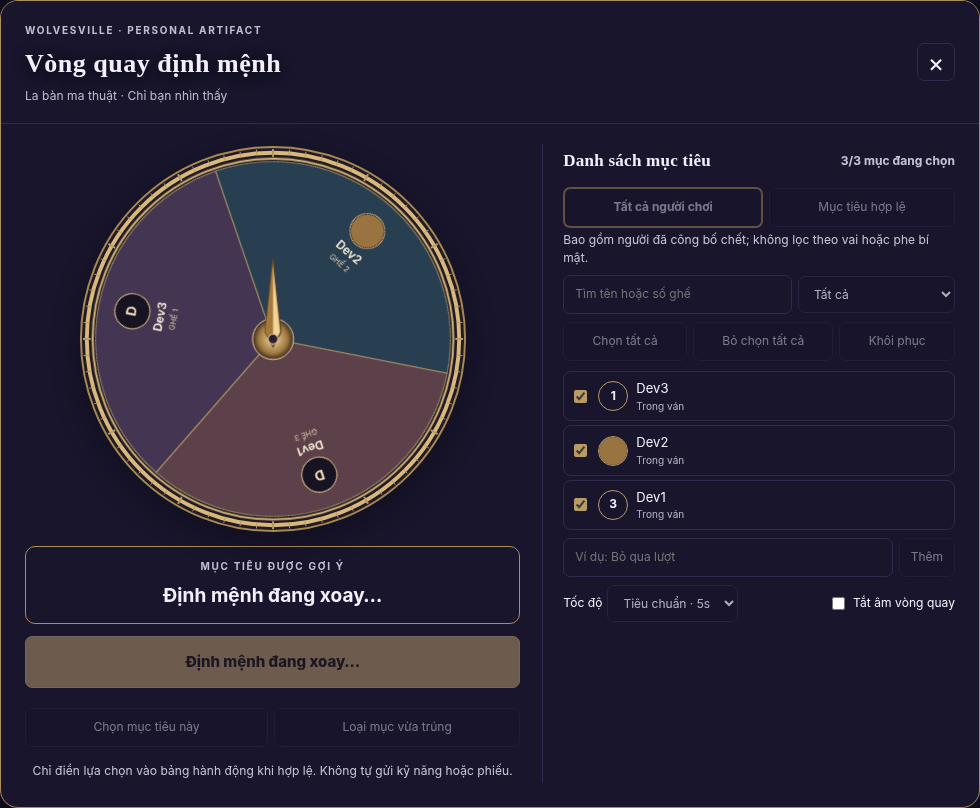 WOLVESVILLE · PERSONAL ARTIFACT
Vòng quay định mệnh
La bàn ma thuật · Chỉ bạn nhìn thấy
×
Dev2
GHẾ 2
D
Dev3
GHẾ 1
GHẾ 3
Dev1
D
MỤC TIÊU ĐƯỢC GỢI Ý
Định mệnh đang xoay...
Định mệnh đang xoay...
Chọn mục tiêu này
Loại mục vừa trúng
Chỉ điền lựa chọn vào bảng hành động khi hợp lệ. Không tự gửi kỹ năng hoặc phiếu.
Danh sách mục tiêu
3/3 mục đang chọn
Tất cả người chơi
Mục tiêu hợp lệ
Bao gồm người đã công bố chết; không lọc theo vai hoặc phe bí
mật.
Tìm tên hoặc số ghế
Tất cả
Chọn tất cả
Bỏ chọn tất cả
Khôi phục
1
Dev3
Trong ván
Dev2
Trong ván
3
Dev1
Trong ván
Ví dụ: Bỏ qua lượt
Thêm
Tốc độ
Tiêu chuẩn · 5s
Tắt âm vòng quay